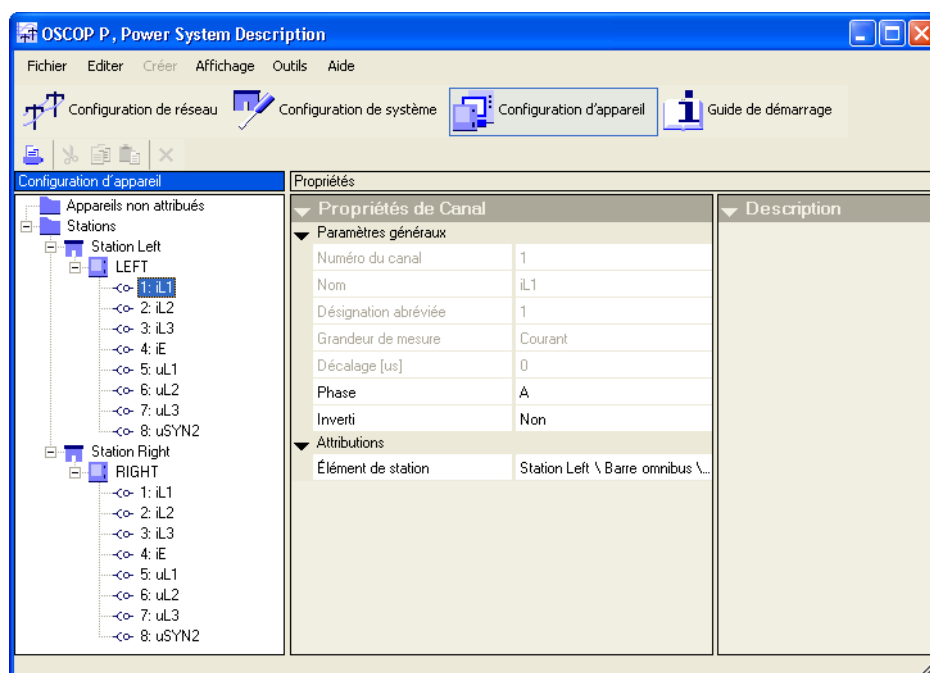 OSCOP P, Power System Description
Fichier Editer Créer Affichage Outils Aide
Configuration de réseau Configuration de système Configuration d'appareil Guide de démarrage
Configuration d'appareil
Appareils non attribués
Stations
Station Left
LEFT
1: iL1
2: iL2
3: iL3
4: iE
5: uL1
6: uL2
7: uL3
8: uSYN2
Station Right
RIGHT
1: iL1
2: iL2
3: iL3
4: iE
5: uL1
6: uL2
7: uL3
8: uSYN2
Propriétés
Propriétés de Canal
Paramètres généraux
Numéro du canal 1
Nom iL1
Désignation abréviée 1
Grandeur de mesure Courant
Décalage [us] 0
Phase A
Inverti Non
Attributions
Élément de station Station Left \ Barre omnibus \...
Description